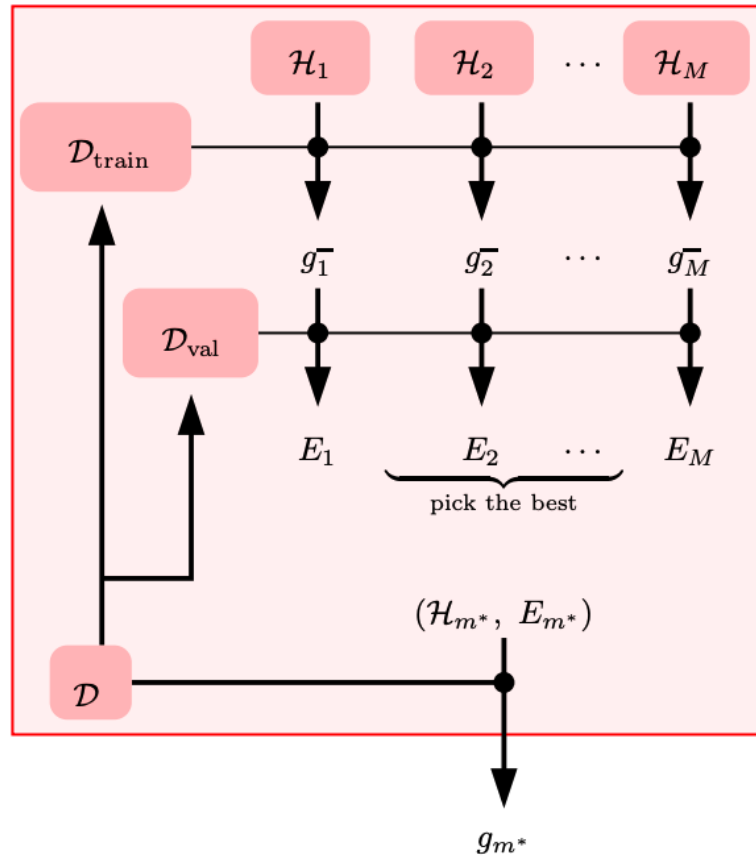 ℋ₁ ℋ₂ ⋯ ℋ_M
𝒟_train
g₁⁻ g₂⁻ ⋯ g_M⁻
𝒟_val
E₁ E₂ ⋯ E_M
pick the best
(ℋ_{m*}, E_{m*})
𝒟
g_{m*}